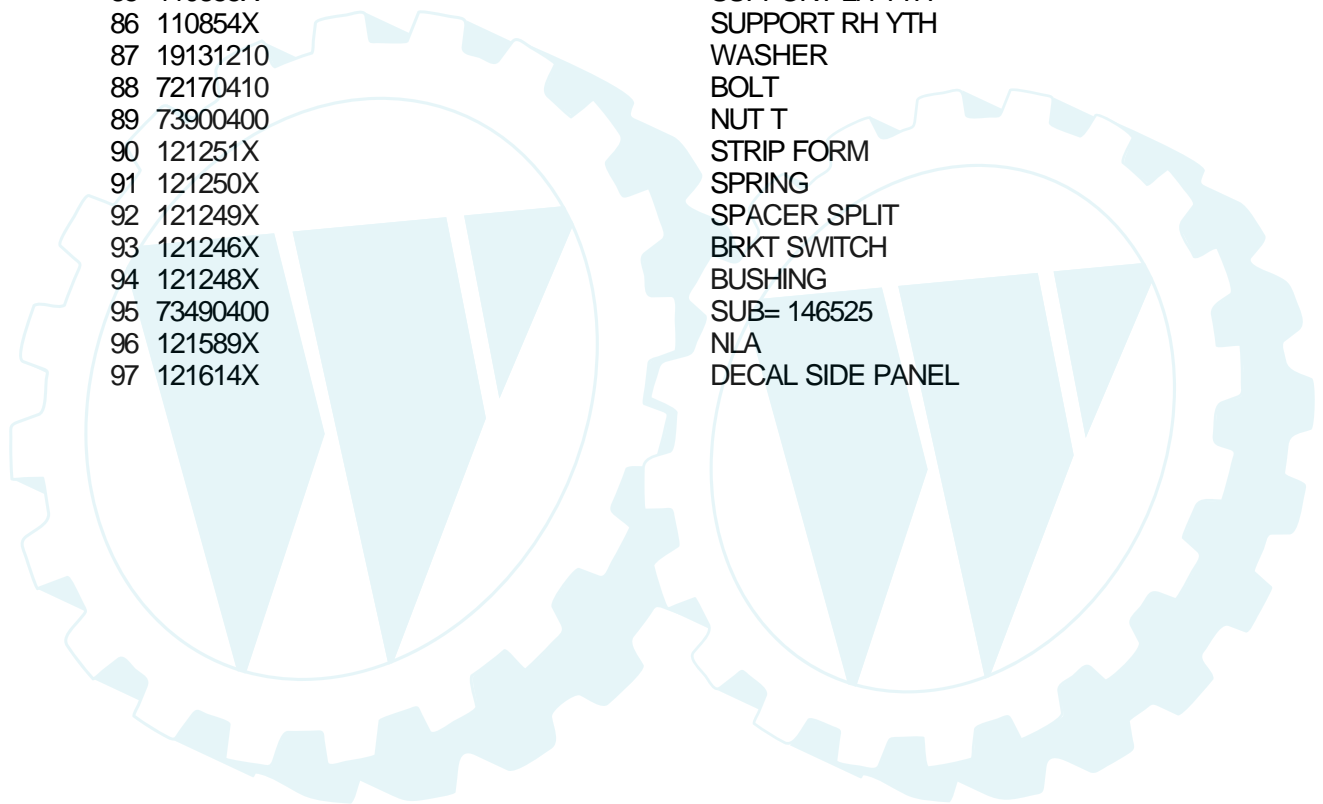 86 110854X SUPPORT RH YTH
87 19131210 WASHER
88 72170410 BOLT
89 73900400 NUT T
90 121251X STRIP FORM
91 121250X SPRING
92 121249X SPACER SPLIT
93 121246X BRKT SWITCH
94 121248X BUSHING
95 73490400 SUB= 146525
96 121589X NLA
97 121614X DECAL SIDE PANEL